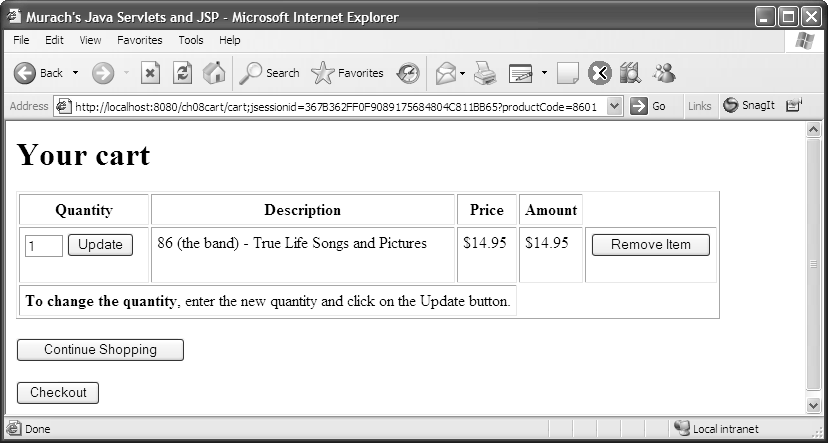 Murach's Java Servlets and JSP - Microsoft Internet Explorer
File Edit View Favorites Tools Help
Back Search Favorites
Address http://localhost:8080/ch08cart/cart;jsessionid=367B362FF0F9089175684804C811BB65?productCode=8601 Go Links SnagIt
Your cart
Quantity Description Price Amount
1 Update 86 (the band) - True Life Songs and Pictures $14.95 $14.95 Remove Item
To change the quantity, enter the new quantity and click on the Update button.
Continue Shopping
Checkout
Done Local intranet